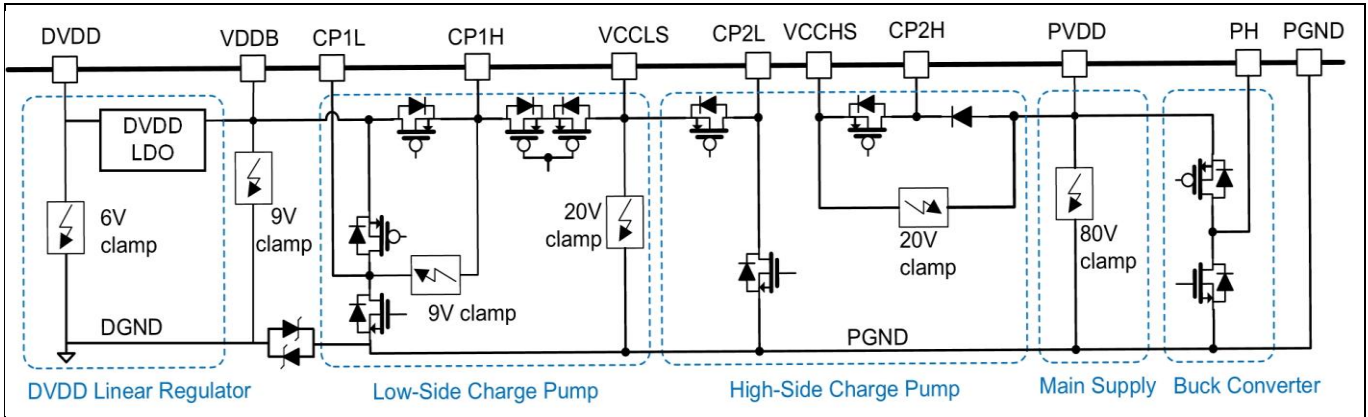 DVDD
VDDB
CP1L
CP1H
VCCLS
CP2L
VCCHS
CP2H
PVDD
PH
PGND
DVDD
LDO
6V
clamp
9V
clamp
9V clamp
20V
clamp
20V
clamp
80V
clamp
DGND
PGND
DVDD Linear Regulator
Low-Side Charge Pump
High-Side Charge Pump
Main Supply
Buck Converter